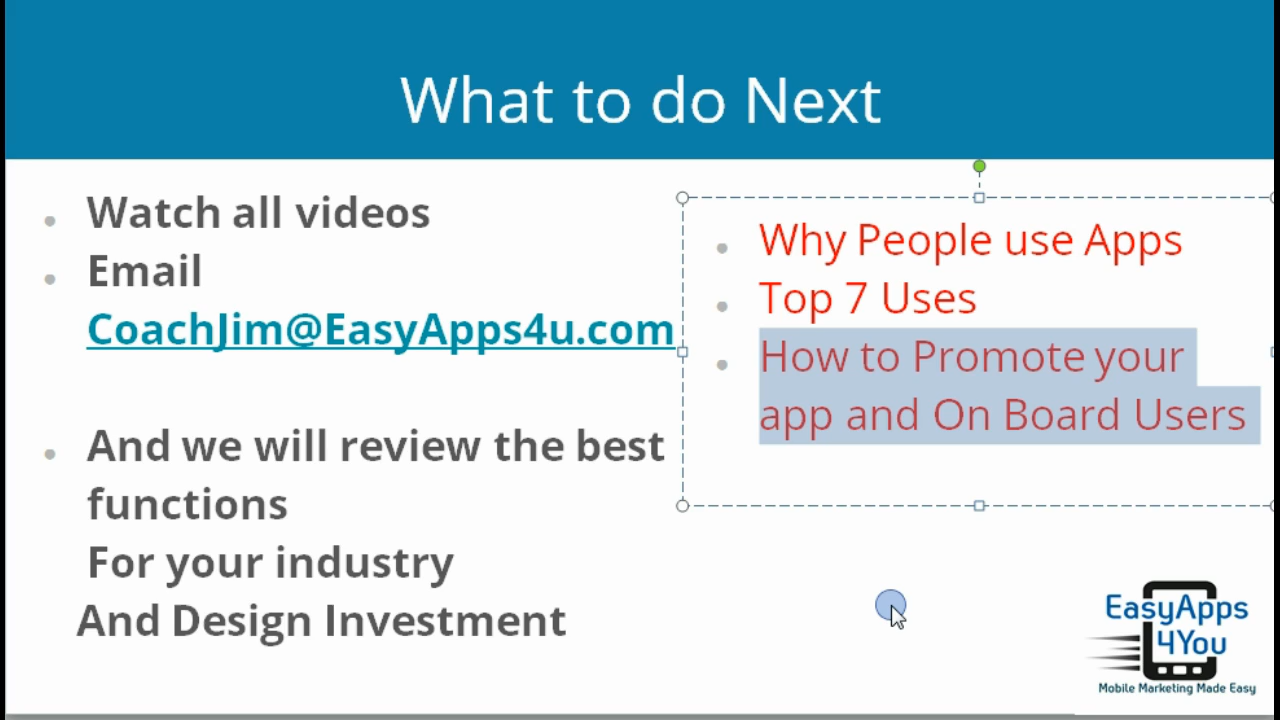 What to do Next
Watch all videos
Email
CoachJim@EasyApps4u.com
And we will review the best
functions
For your industry
And Design Investment
Why People use Apps
Top 7 Uses
How to Promote your
app and On Board Users
EasyApps
4You
Mobile Marketing Made Easy